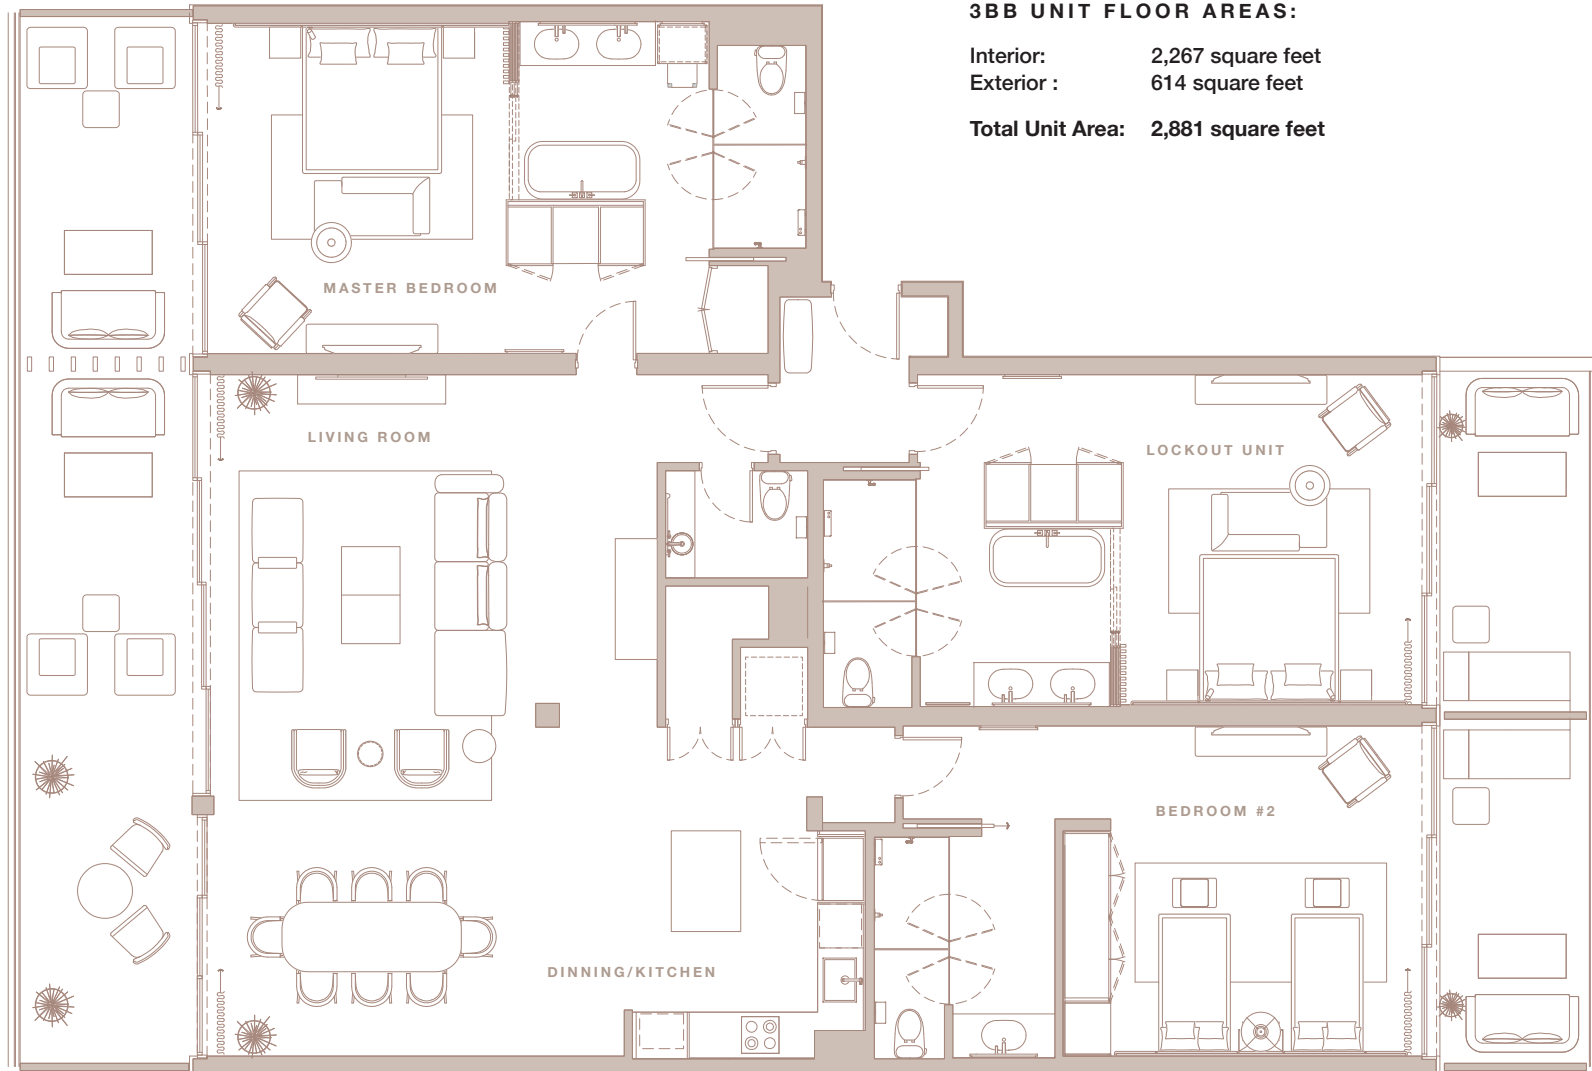 3BB UNIT FLOOR AREAS:
Interior: 2,267 square feet
Exterior : 614 square feet
Total Unit Area: 2,881 square feet
MASTER BEDROOM
LIVING ROOM
LOCKOUT UNIT
BEDROOM #2
DINNING/KITCHEN